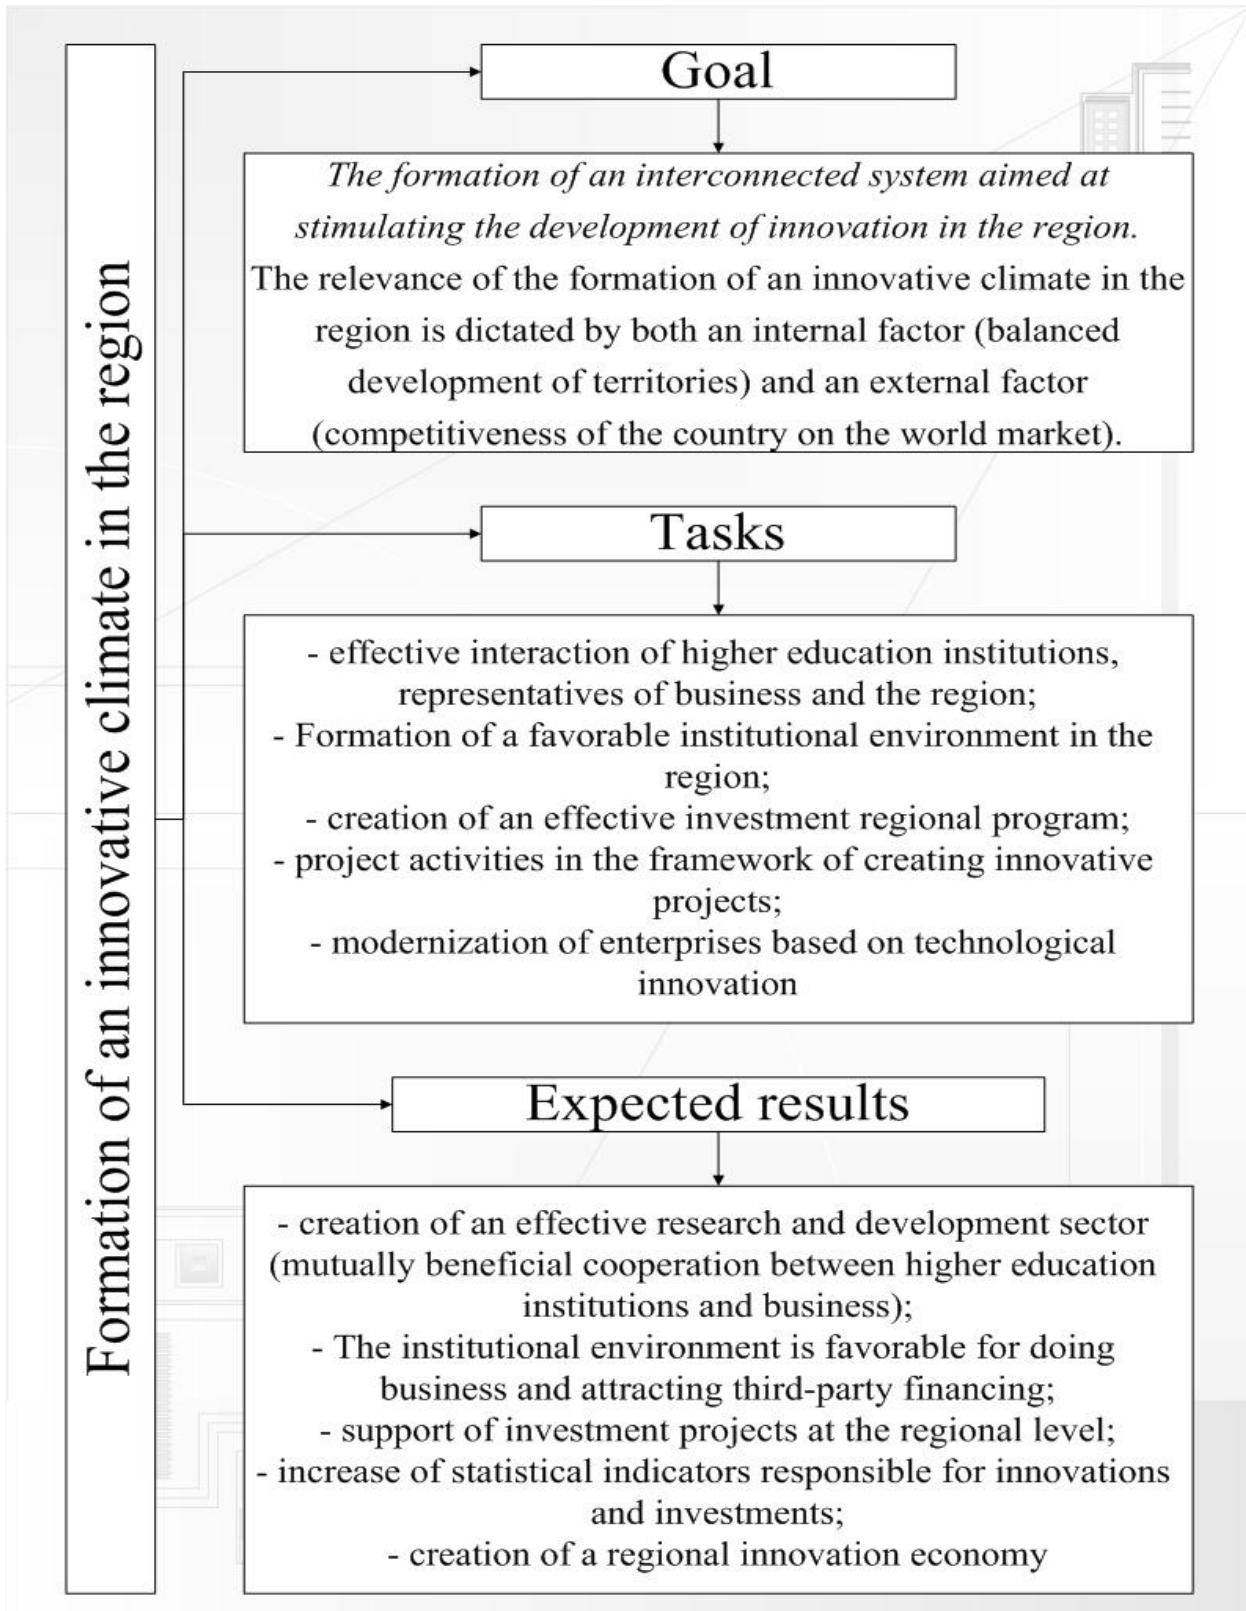 Formation of an innovative climate in the region
Goal
The formation of an interconnected system aimed at
stimulating the development of innovation in the region.
The relevance of the formation of an innovative climate in the
region is dictated by both an internal factor (balanced
development of territories) and an external factor
(competitiveness of the country on the world market).
Tasks
- effective interaction of higher education institutions,
representatives of business and the region;
- Formation of a favorable institutional environment in the
region;
- creation of an effective investment regional program;
- project activities in the framework of creating innovative
projects;
- modernization of enterprises based on technological
innovation
Expected results
- creation of an effective research and development sector
(mutually beneficial cooperation between higher education
institutions and business);
- The institutional environment is favorable for doing
business and attracting third-party financing;
- support of investment projects at the regional level;
- increase of statistical indicators responsible for innovations
and investments;
- creation of a regional innovation economy